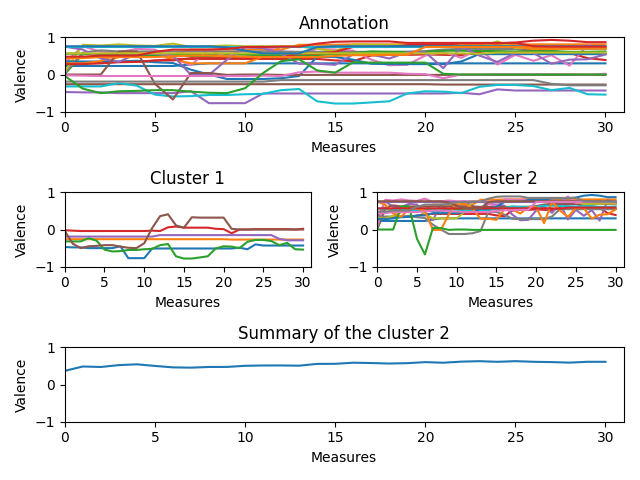 Annotation
1
0
-1
Valence
0 5 10 15 20 25 30
Measures
Cluster 1
1
0
-1
Valence
0 5 10 15 20 25 30
Measures
Cluster 2
1
0
-1
Valence
0 5 10 15 20 25 30
Measures
Summary of the cluster 2
1
0
-1
Valence
0 5 10 15 20 25 30
Measures